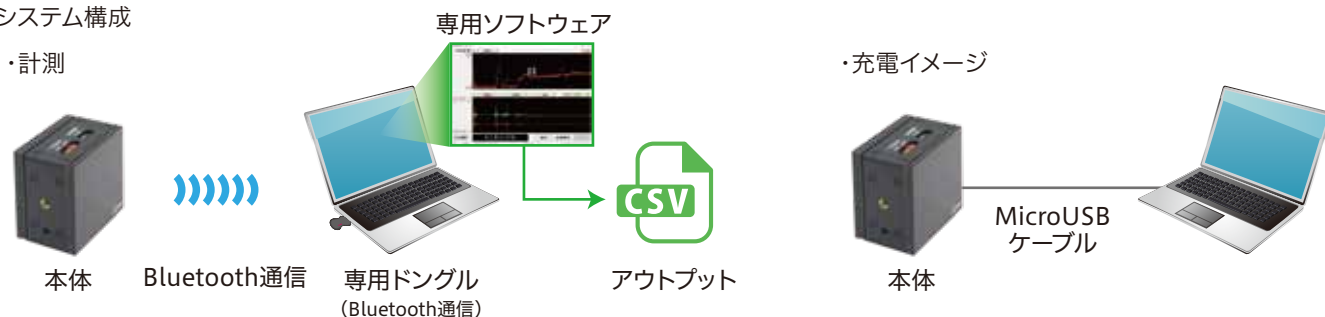 システム構成
・計測
専用ソフトウェア
CSV
本体
Bluetooth通信
専用ドングル
(Bluetooth通信)
アウトプット
・充電イメージ
MicroUSB
ケーブル
本体